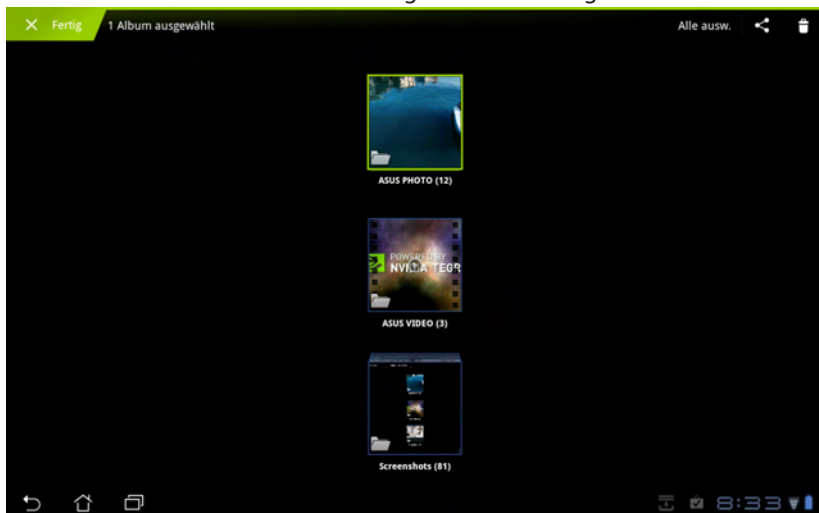 Fertig 1 Album ausgewählt Alle ausw.
ASUS PHOTO (12)
POWERED BY
NVIDIA TEGR
ASUS VIDEO (3)
Screenshots (81)
8:33